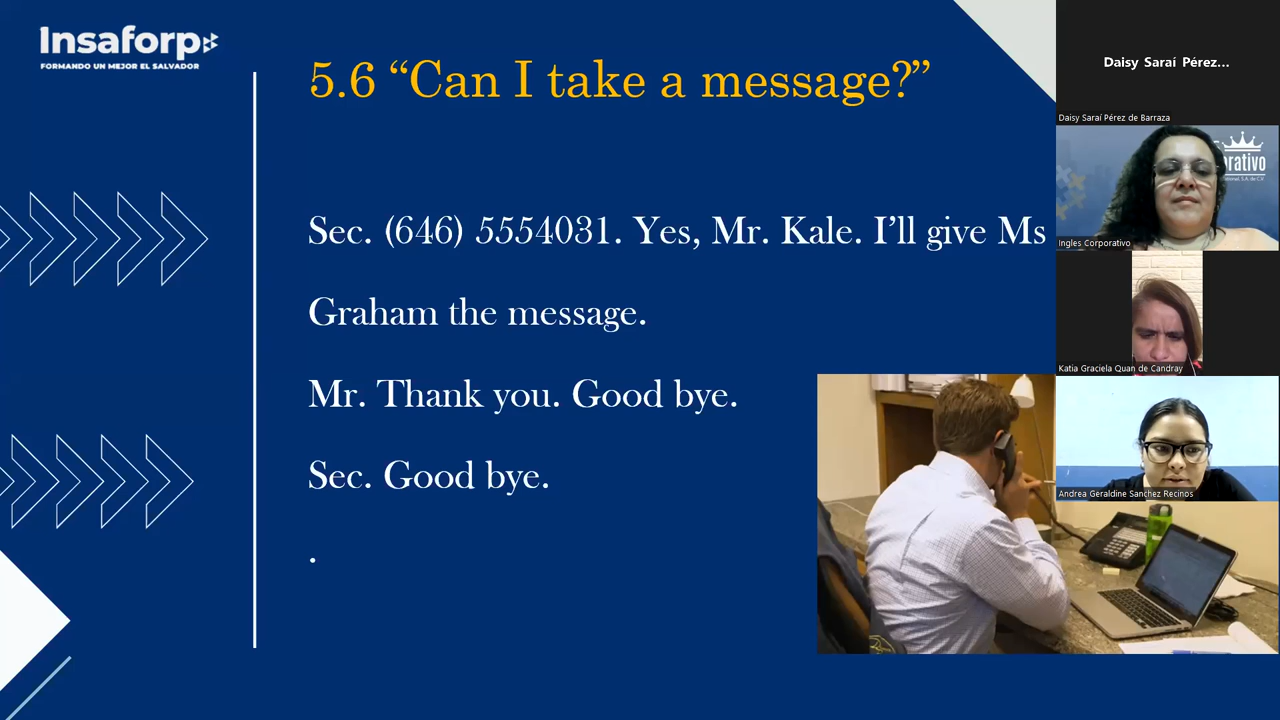 Insaforp
FORMANDO UN MEJOR EL SALVADOR
5.6 “Can I take a message?”
Sec. (646) 5554031. Yes, Mr. Kale. I’ll give Ms
Graham the message.
Mr. Thank you. Good bye.
Sec. Good bye.
.
Daisy Saraí Pérez...
Daisy Saraí Pérez de Barraza
Ingles Corporativo
Katia Graciela Quan de Candray
Andrea Geraldine Sanchez Recinos